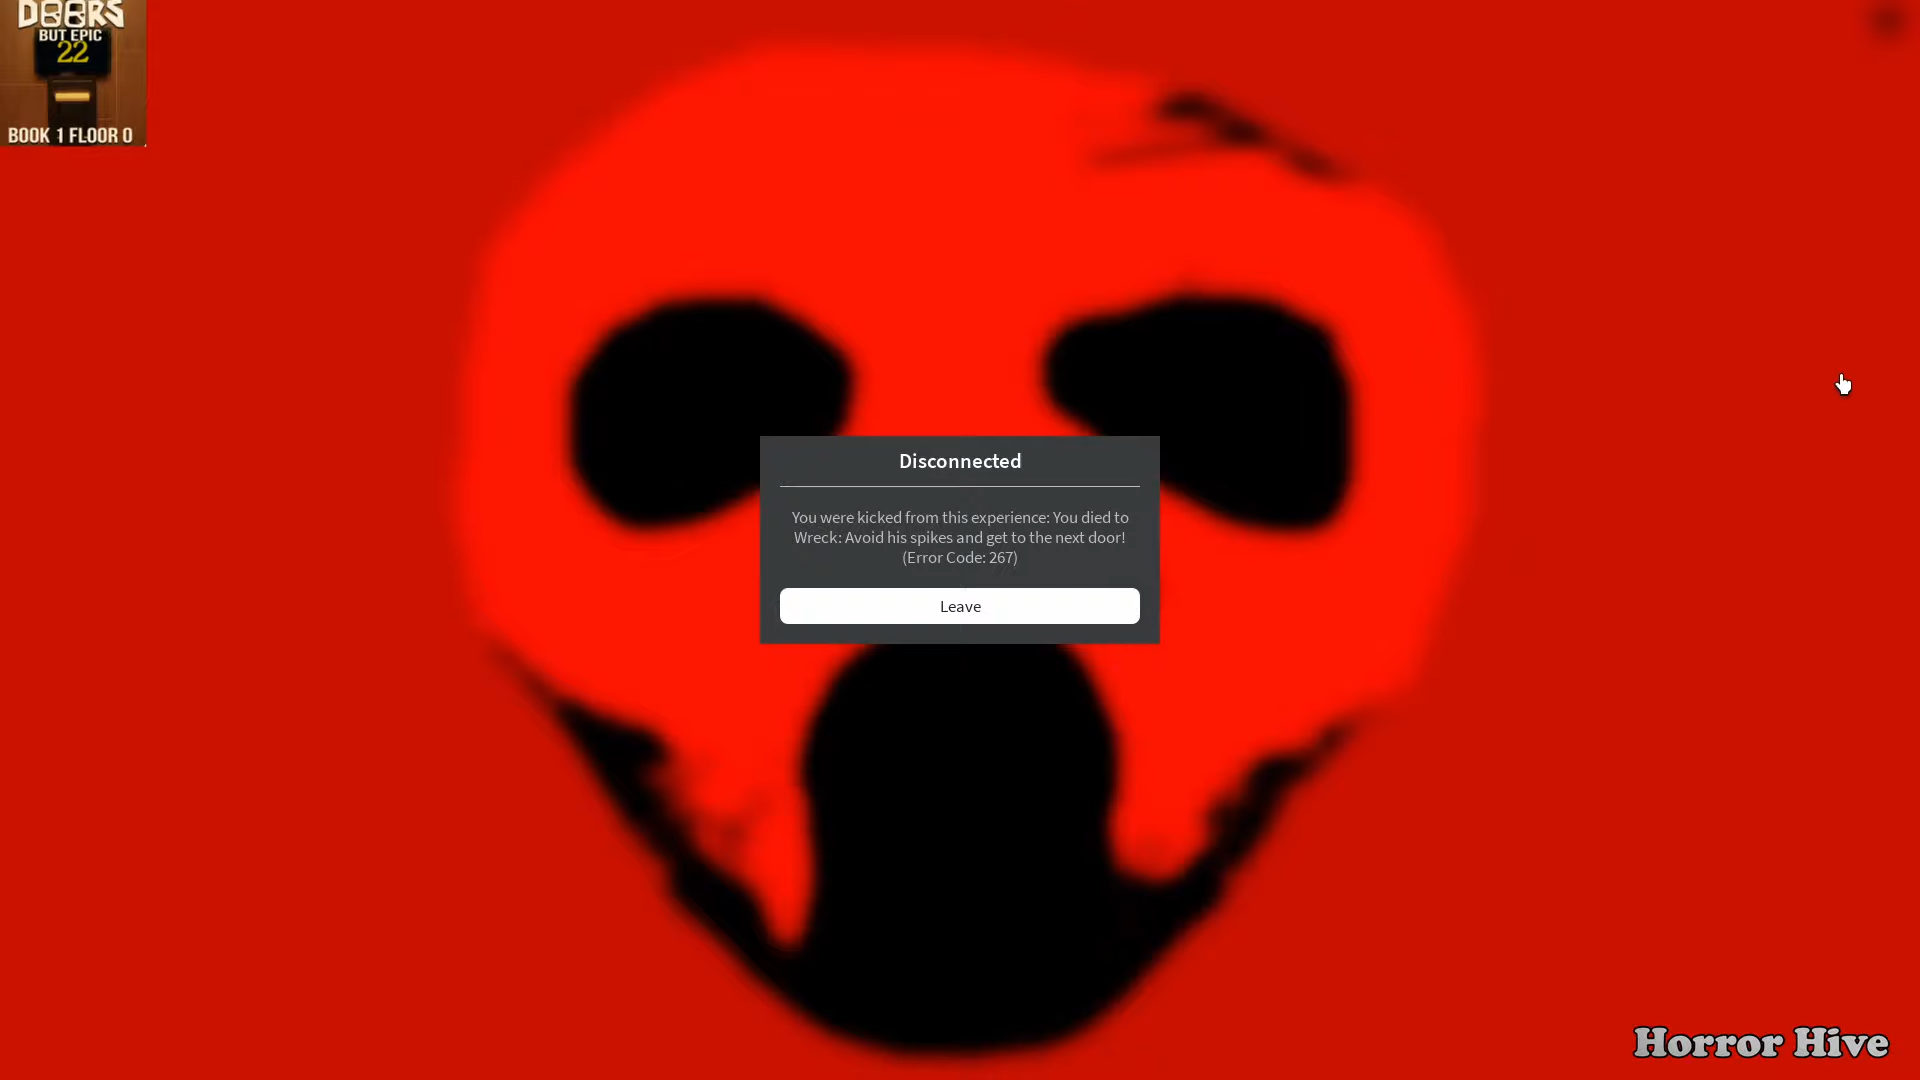 DOORS
BUT EPIC
22
BOOK 1 FLOOR 0
Disconnected
You were kicked from this experience: You died to
Wreck: Avoid his spikes and get to the next door!
(Error Code: 267)
Leave
Horror Hive